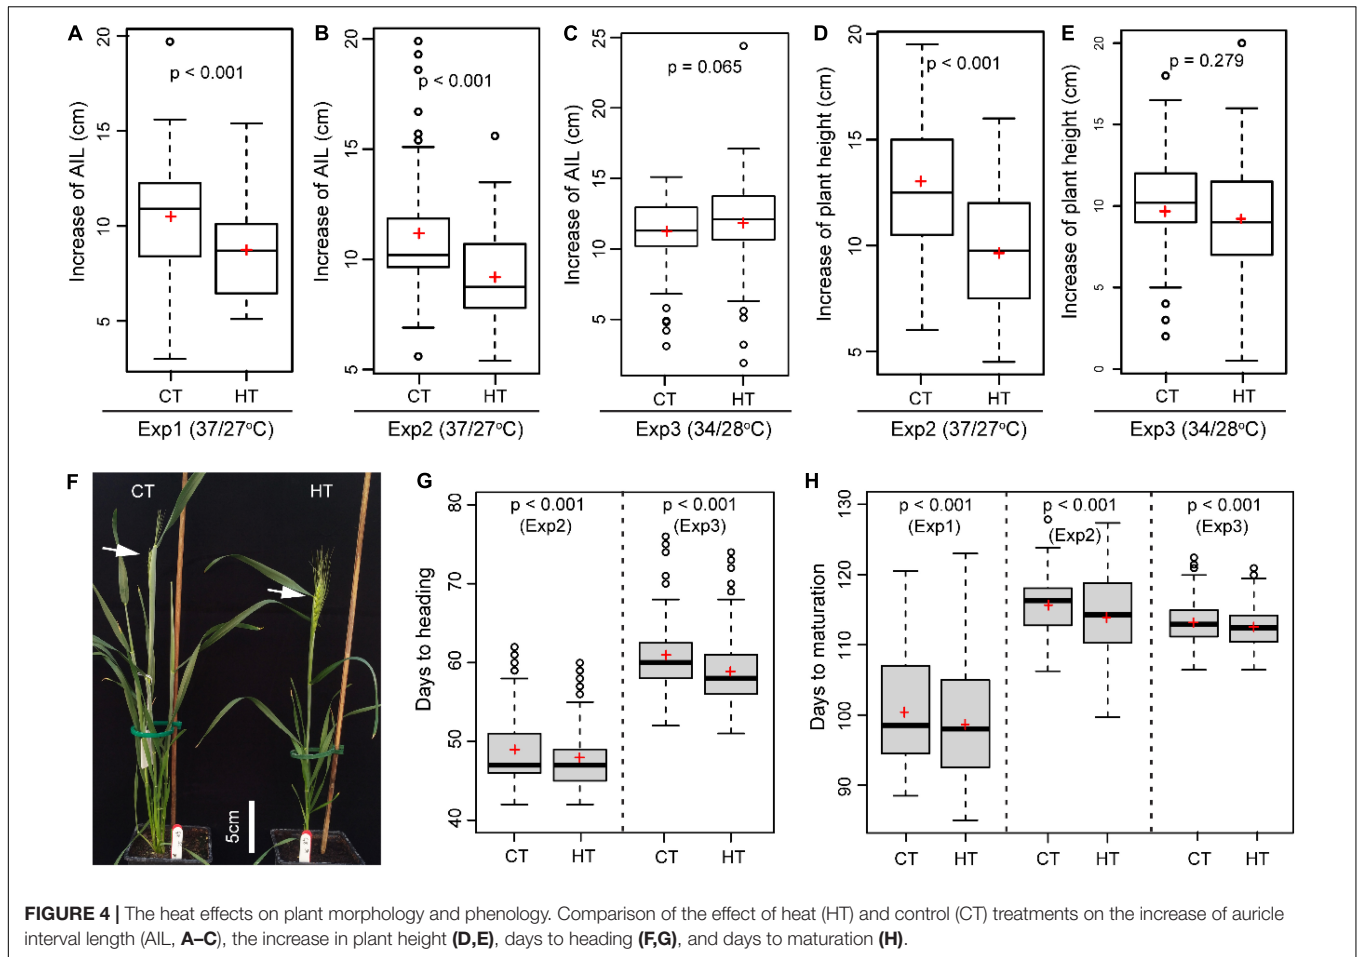 A
20
15
10
5
Increase of AIL (cm)
p < 0.001
CT HT
Exp1 (37/27°C)
B
20
15
10
5
Increase of AIL (cm)
p < 0.001
CT HT
Exp2 (37/27°C)
C
25
20
15
10
5
Increase of AIL (cm)
p = 0.065
CT HT
Exp3 (34/28°C)
D
20
15
10
5
Increase of plant height (cm)
p < 0.001
CT HT
Exp2 (37/27°C)
E
20
15
10
5
0
Increase of plant height (cm)
p = 0.279
CT HT
Exp3 (34/28°C)
F
CT HT
5cm
G
80
70
60
50
40
Days to heading
p < 0.001 p < 0.001
(Exp2) (Exp3)
CT HT CT HT
H
130
120
110
100
90
Days to maturation
p < 0.001 p < 0.001 p < 0.001
(Exp1) (Exp2) (Exp3)
CT HT CT HT CT HT
FIGURE 4 | The heat effects on plant morphology and phenology. Comparison of the effect of heat (HT) and control (CT) treatments on the increase of auricle
interval length (AIL, A–C), the increase in plant height (D,E), days to heading (F,G), and days to maturation (H).